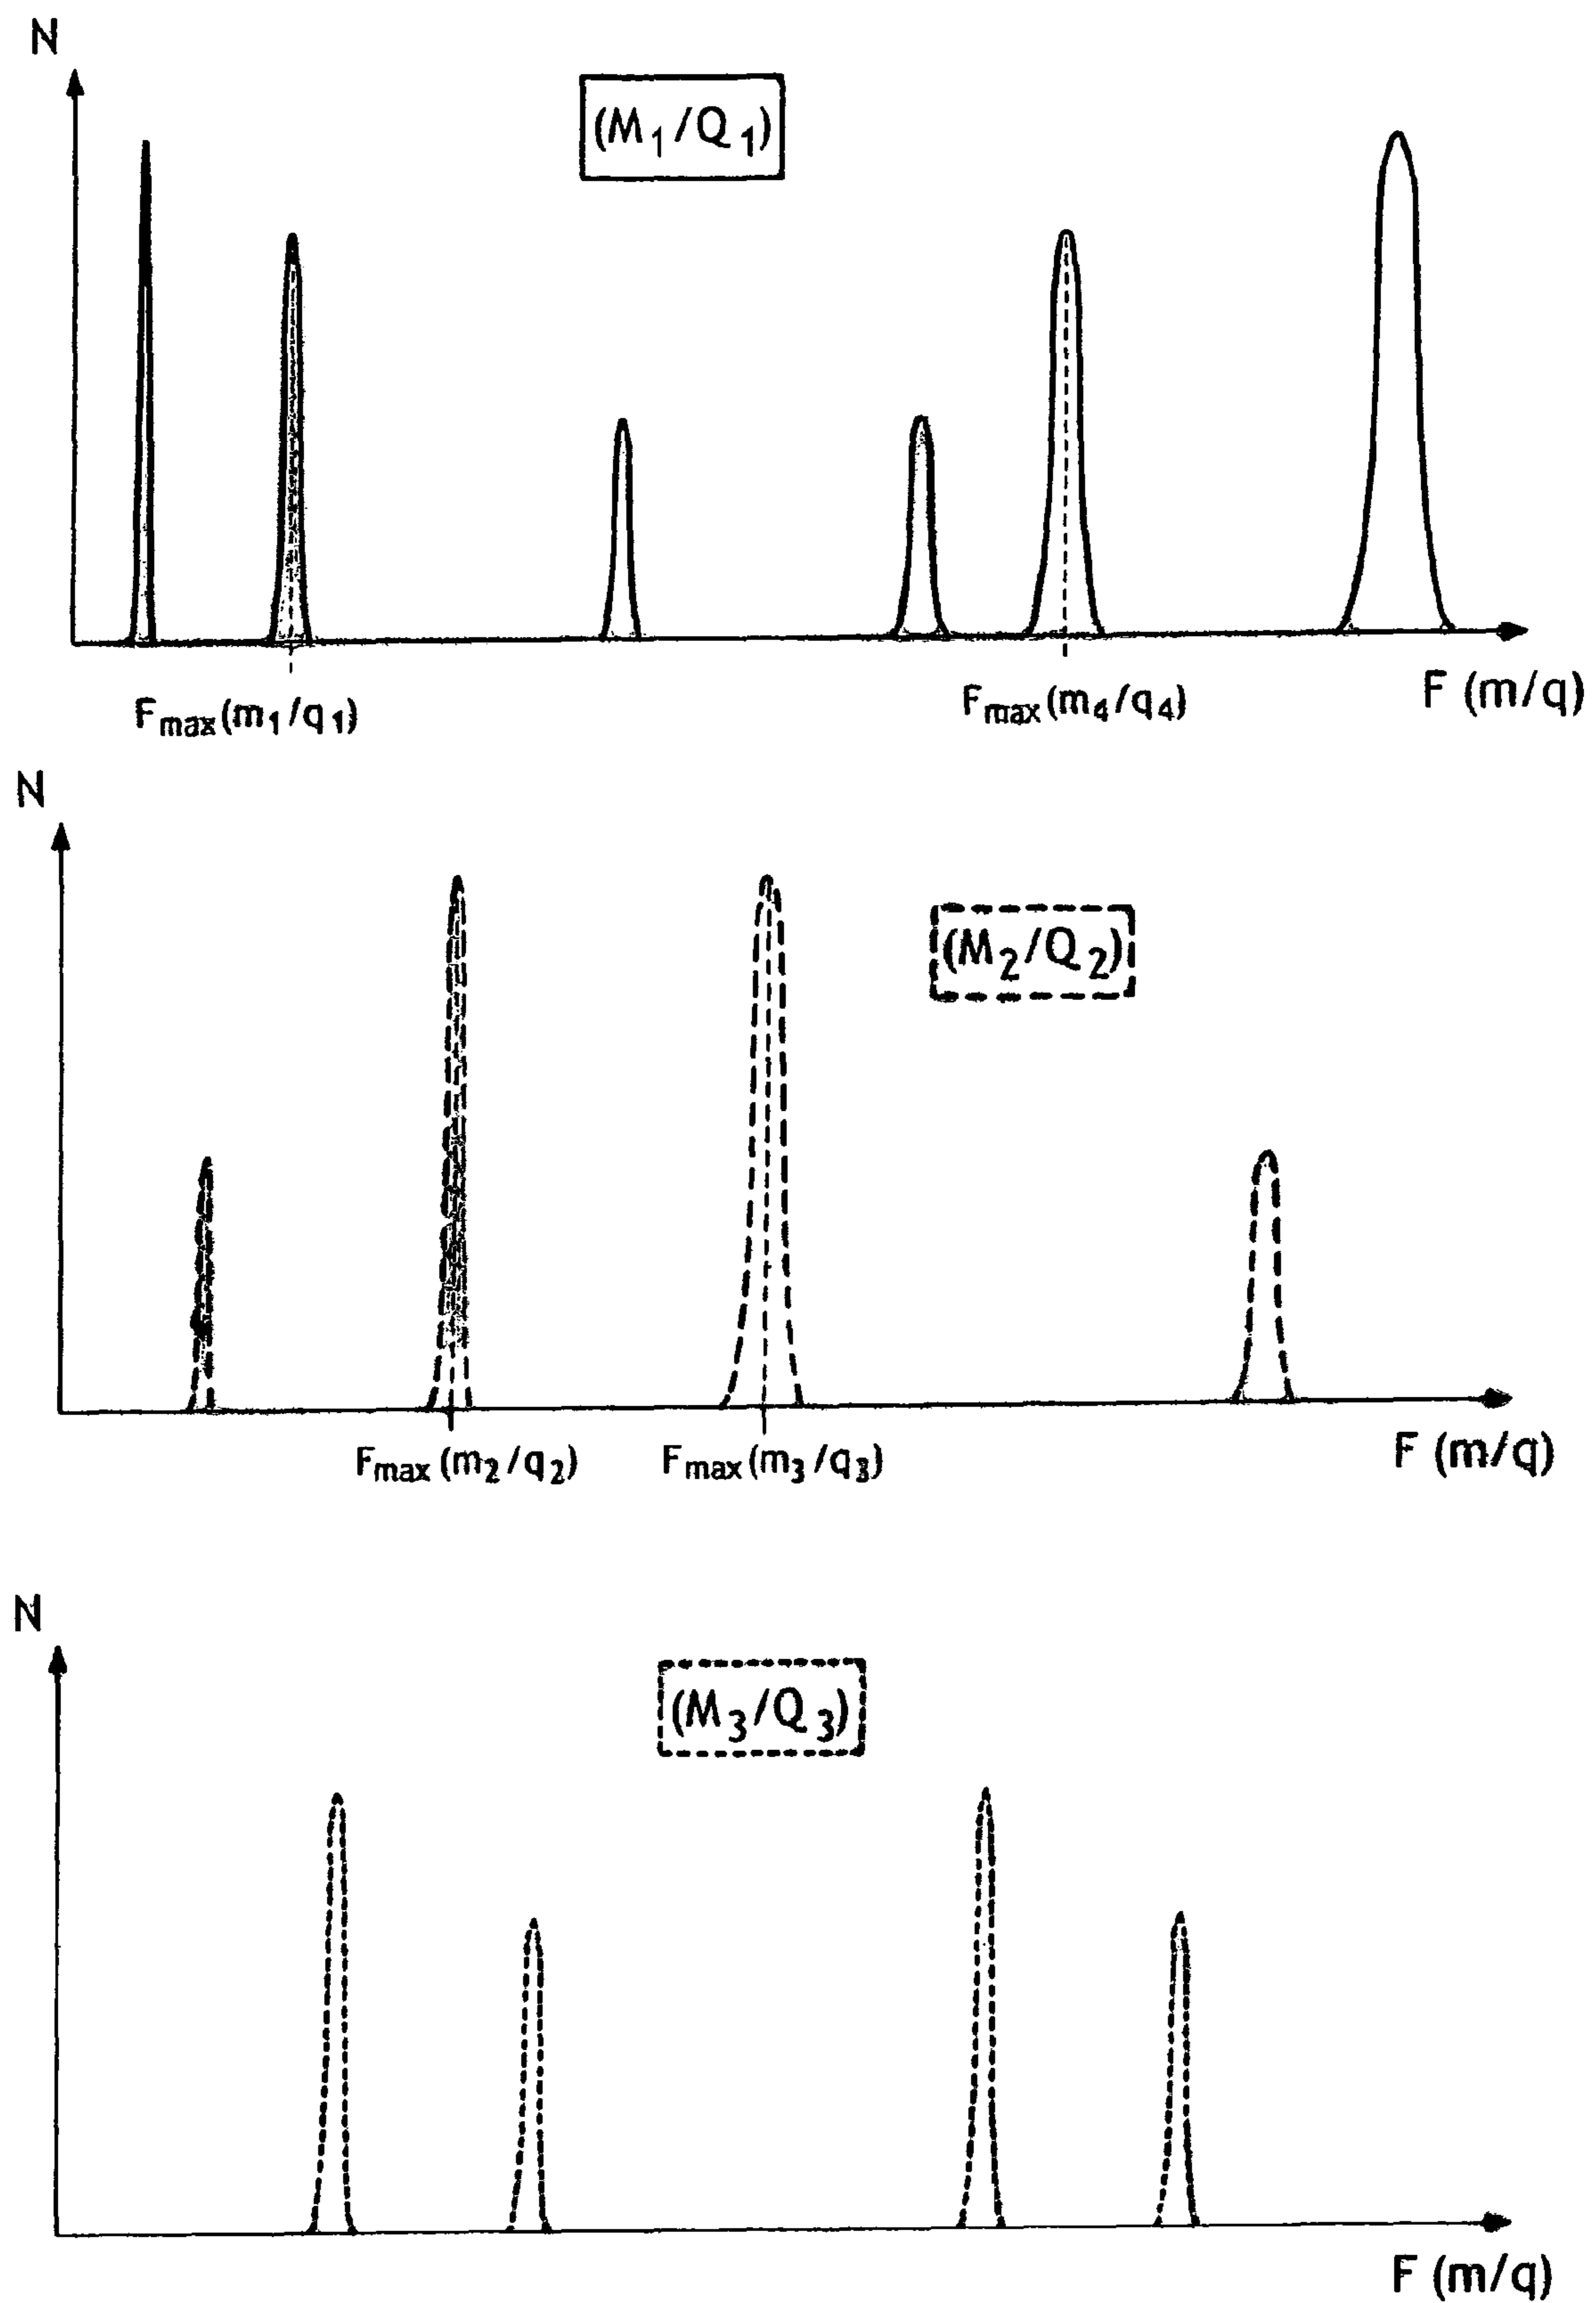 N
(M₁/Q₁)
Fmax(m₁/q₁)
Fmax(m₄/q₄)
F (m/q)
N
(M₂/Q₂)
Fmax(m₂/q₂)
Fmax(m₃/q₃)
F (m/q)
N
(M₃/Q₃)
F (m/q)